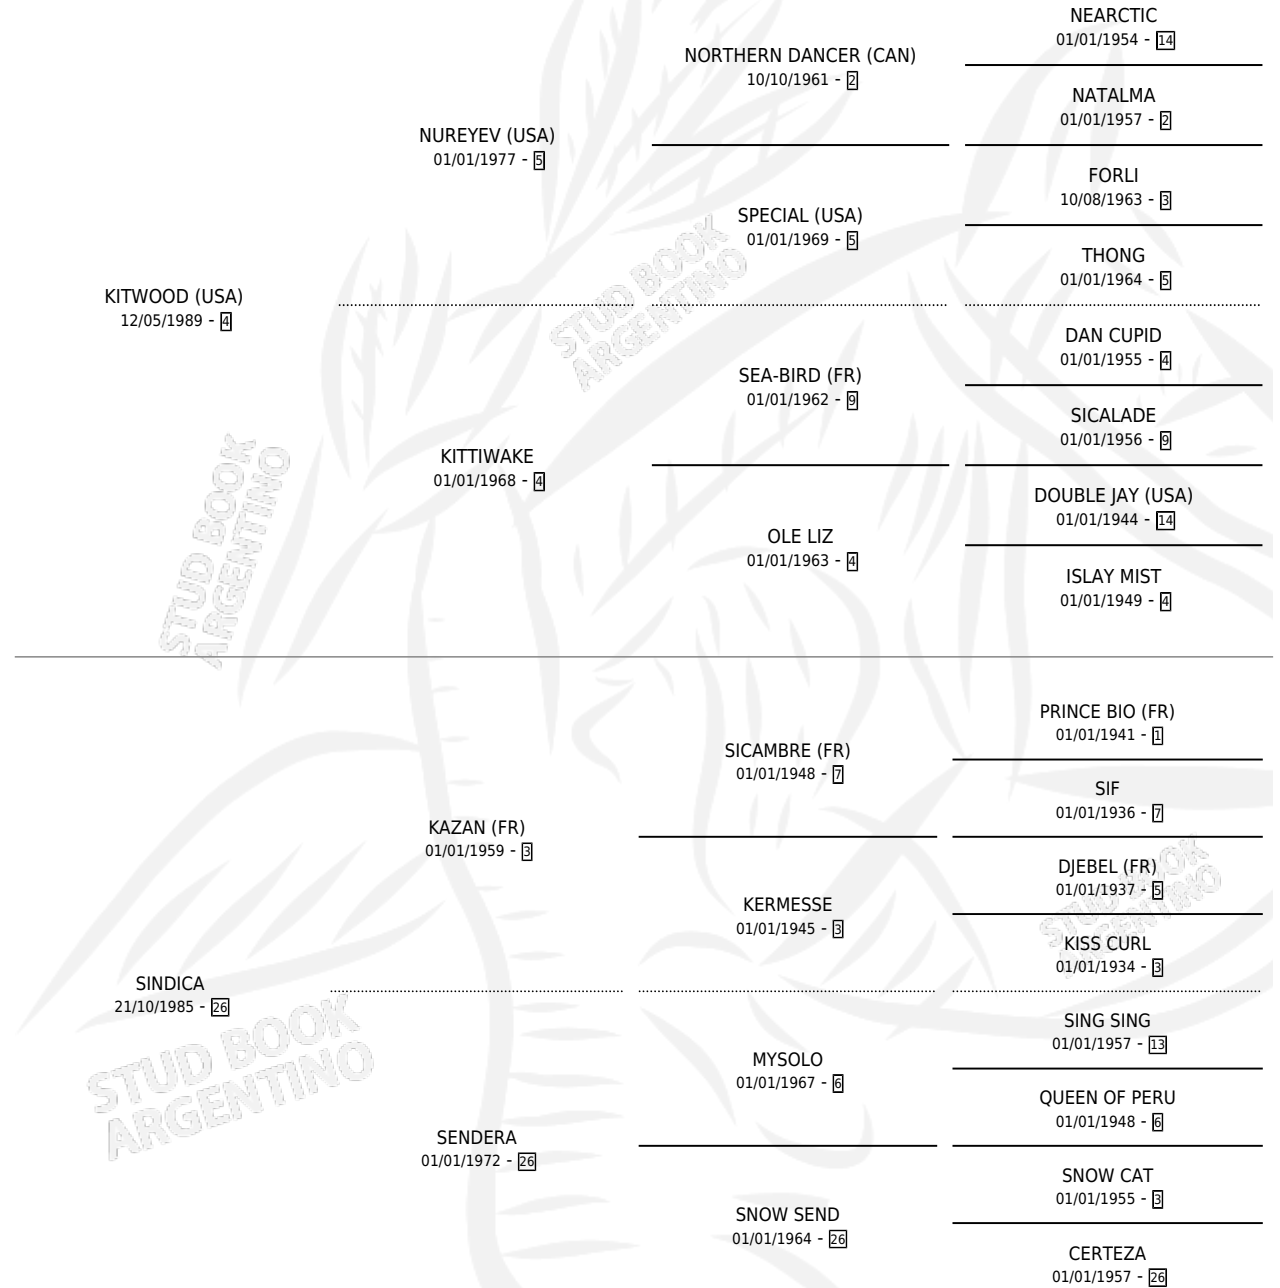 NEARCTIC
01/01/1954 - 14
NORTHERN DANCER (CAN)
10/10/1961 - 2
NATALMA
01/01/1957 - 2
NUREYEV (USA)
01/01/1977 - 5
FORLI
10/08/1963 - 3
SPECIAL (USA)
01/01/1969 - 5
THONG
01/01/1964 - 5
KITWOOD (USA)
12/05/1989 - 4
DAN CUPID
01/01/1955 - 4
SEA-BIRD (FR)
01/01/1962 - 9
SICALADE
01/01/1956 - 9
KITTIWAKE
01/01/1968 - 4
DOUBLE JAY (USA)
01/01/1944 - 14
OLE LIZ
01/01/1963 - 4
ISLAY MIST
01/01/1949 - 4
PRINCE BIO (FR)
01/01/1941 - 1
SICAMBRE (FR)
01/01/1948 - 7
SIF
01/01/1936 - 7
KAZAN (FR)
01/01/1959 - 3
DJEBEL (FR)
01/01/1937 - 5
KERMESSE
01/01/1945 - 3
KISS CURL
01/01/1934 - 3
SINDICA
21/10/1985 - 26
SING SING
01/01/1957 - 13
MYSOLO
01/01/1967 - 6
QUEEN OF PERU
01/01/1948 - 6
SENDERA
01/01/1972 - 26
SNOW CAT
01/01/1955 - 3
SNOW SEND
01/01/1964 - 26
CERTEZA
01/01/1957 - 26
STUD BOOK
ARGENTINO
STUD BOOK
ARGENTINO
STUD BOOK
ARGENTINO
STUD BOOK
ARGENTINO